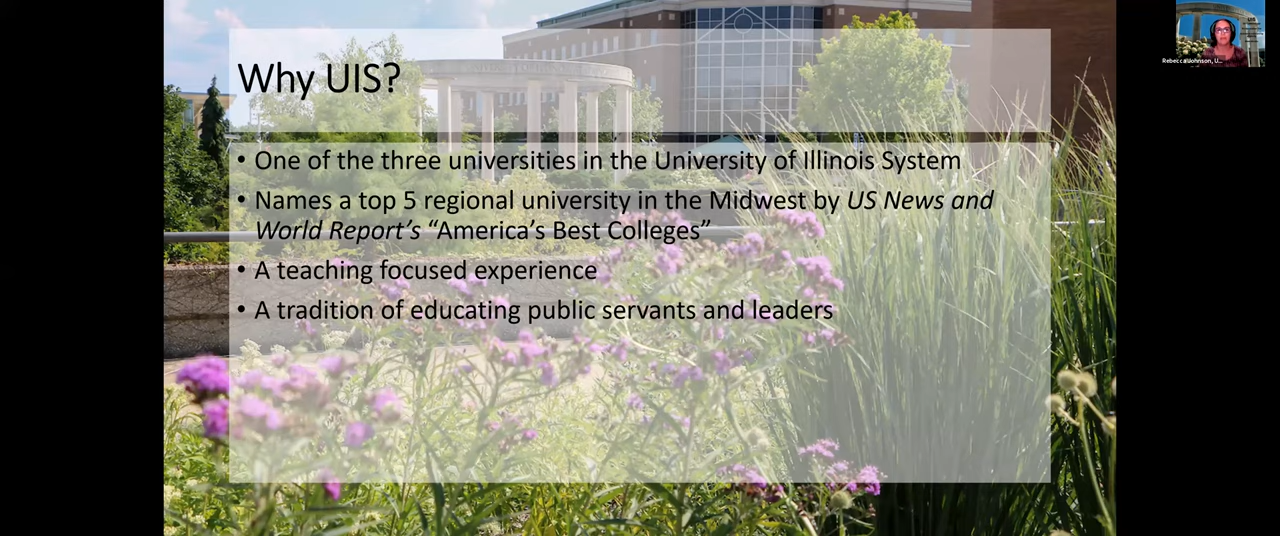 Why UIS?
• One of the three universities in the University of Illinois System
• Names a top 5 regional university in the Midwest by US News and
World Report’s “America’s Best Colleges”
• A teaching focused experience
• A tradition of educating public servants and leaders
Rebecca Johnson, U...